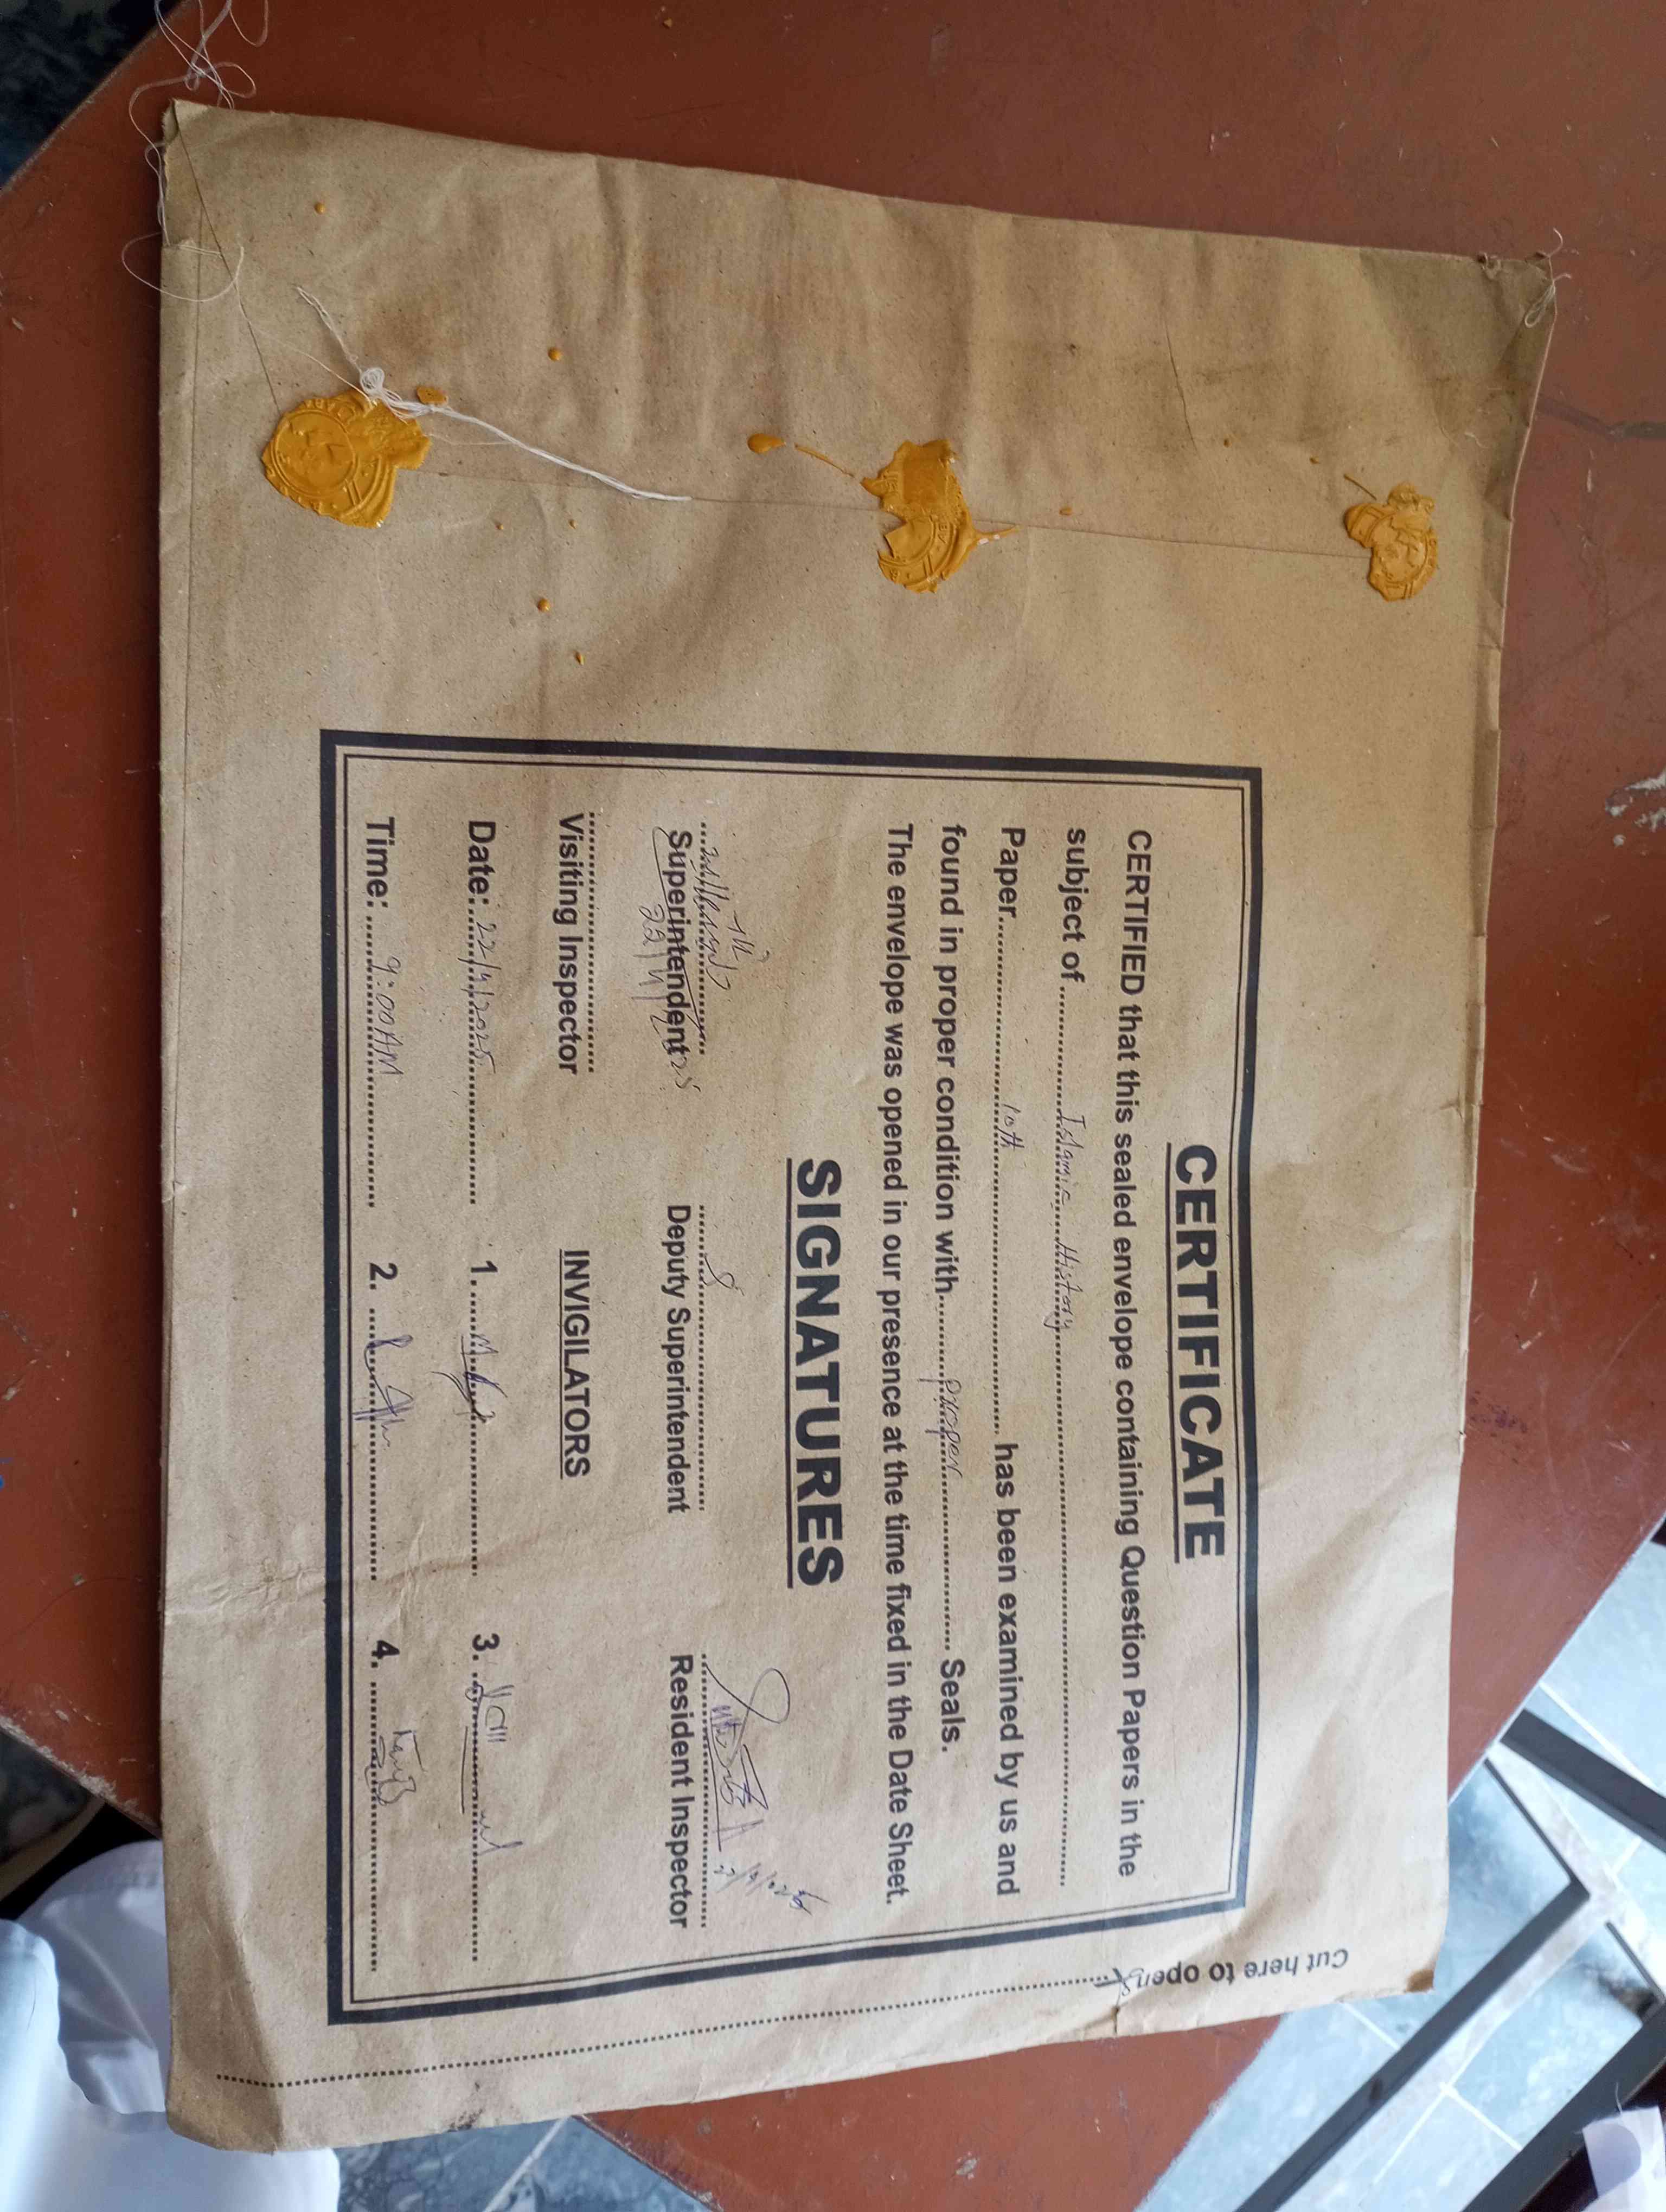 CERTIFICATE
CERTIFIED that this sealed envelope containing Question Papers in the
subject of ............ Islamic History ............
Paper............ 10th ............ has been examined by us and
found in proper condition with............ proper ............ Seals.
The envelope was opened in our presence at the time fixed in the Date Sheet.
SIGNATURES
22/4/25
Superintendent
Deputy Superintendent
Resident Inspector
Visiting Inspector
INVIGILATORS
Date: 22/4/2025
1.
3.
Time: 9:00AM
2.
4.
Cut here to open